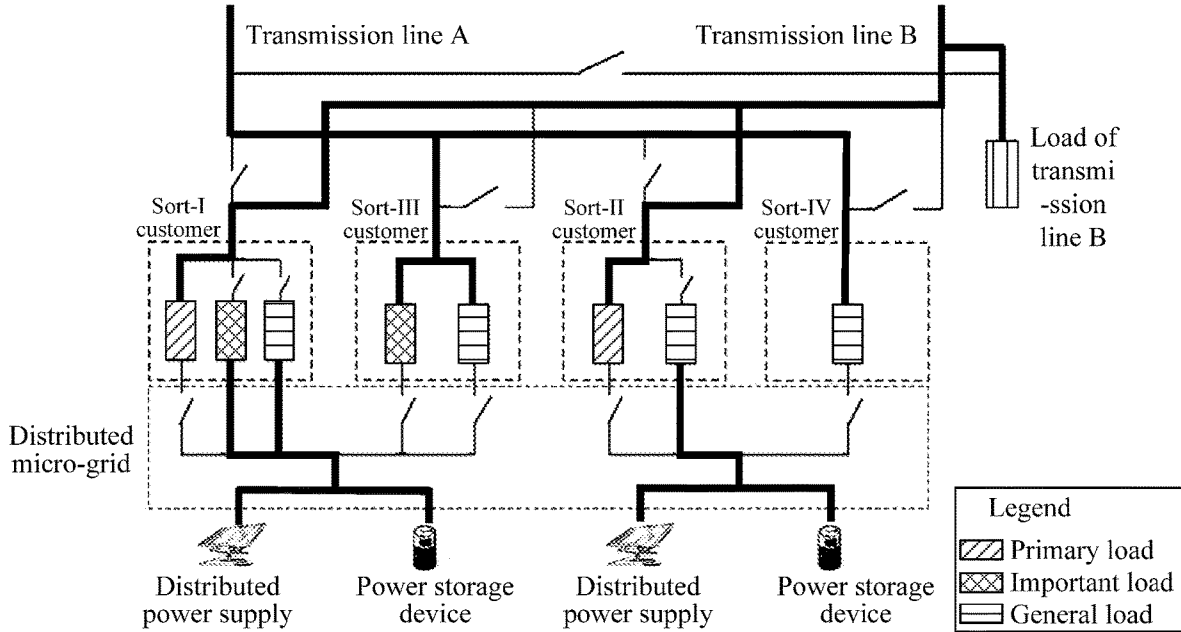 Transmission line A
Transmission line B
Load of
transmi
-ssion
line B
Sort-I
customer
Sort-III
customer
Sort-II
customer
Sort-IV
customer
Distributed
micro-grid
Distributed
power supply
Power storage
device
Distributed
power supply
Power storage
device
Legend
Primary load
Important load
General load